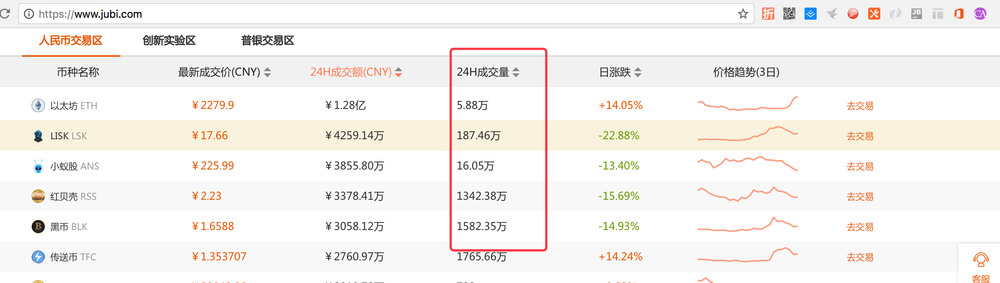 https://www.jubi.com 折 JB CA
人民币交易区 创新实验区 普银交易区
币种名称 最新成交价(CNY) 24H成交额(CNY) 24H成交量 日涨跌 价格趋势(3日)
以太坊 ETH ¥2279.9 ¥1.28亿 5.88万 +14.05% 去交易
LISK LSK ¥17.66 ¥4259.14万 187.46万 -22.88% 去交易
小蚁股 ANS ¥225.99 ¥3855.80万 16.05万 -13.40% 去交易
红贝壳 RSS ¥2.23 ¥3378.41万 1342.38万 -15.69% 去交易
黑币 BLK ¥1.6588 ¥3058.12万 1582.35万 -14.93% 去交易
传送币 TFC ¥1.353707 ¥2760.97万 1765.66万 +14.24% 去交易
客服